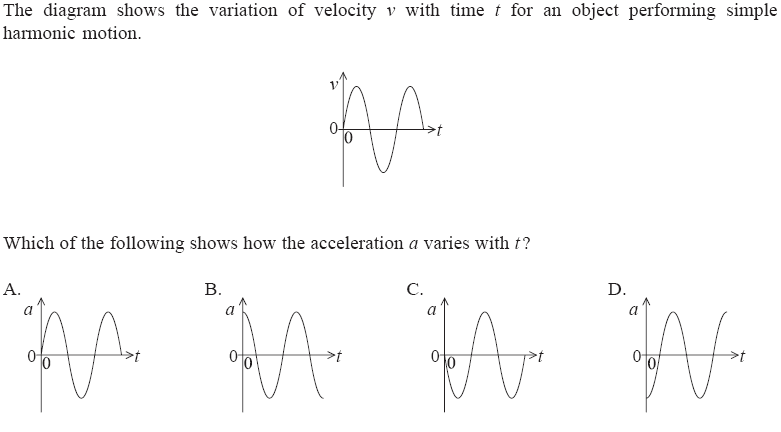 The diagram shows the variation of velocity v with time t for an object performing simple
harmonic motion.
v
0
0
t
Which of the following shows how the acceleration a varies with t?
A. B. C. D.
a a a a
0 0 t 0 0 t 0 0 t 0 0 t